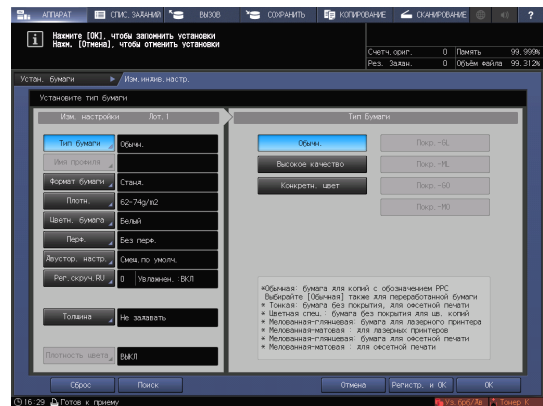 АППАРАТ
СПИС. ЗАДАНИЙ
ВЫЗОВ
СОХРАНИТЬ
КОПИРОВАНИЕ
СКАНИРОВАНИЕ
?
Нажмите [ОК], чтобы запомнить установки
Нажм. [Отмена], чтобы отменить установки
Счетч. ориг. 0 Память 99.999%
Рез. Задан. 0 Объём файла 99.312%
Устан. бумаги
Изм. индив. настр.
Установите тип бумаги
Изм. настройки Лот.1
Тип бумаги
Тип бумаги Обычн.
Имя профиля
Формат бумаги Станд.
Плотн. 62-74g/m2
Цветн. бумага Белый
Перф. Без перф.
Двустор. настр. Смещ. по умолч.
Рег. скруч. RU 0 Увлажнен. :ВКЛ
Толщина Не задавать
Плотность цвета ВЫКЛ
Обычн.
Высокое качество
Конкретн. цвет
Покр.-GL
Покр.-ML
Покр.-GO
Покр.-MO
*Обычная: бумага для копий с обозначением PPC
Выбирайте [Обычная] также для переработанной бумаги
* Тонкая: бумага без покрытия, для офсетной печати
* Цветная спец.: бумага без покрытия для цв. копий
* Мелованная-глянцевая: бумага для лазерного принтера
* Мелованная-матовая : для лазерных принтеров
* Мелованная-глянцевая: бумага для офсетной печати
* Мелованная-матовая : для офсетной печати
Сброс
Поиск
Отмена
Регистр. и ОК
ОК
16:29 Готов к приему
Тонер K